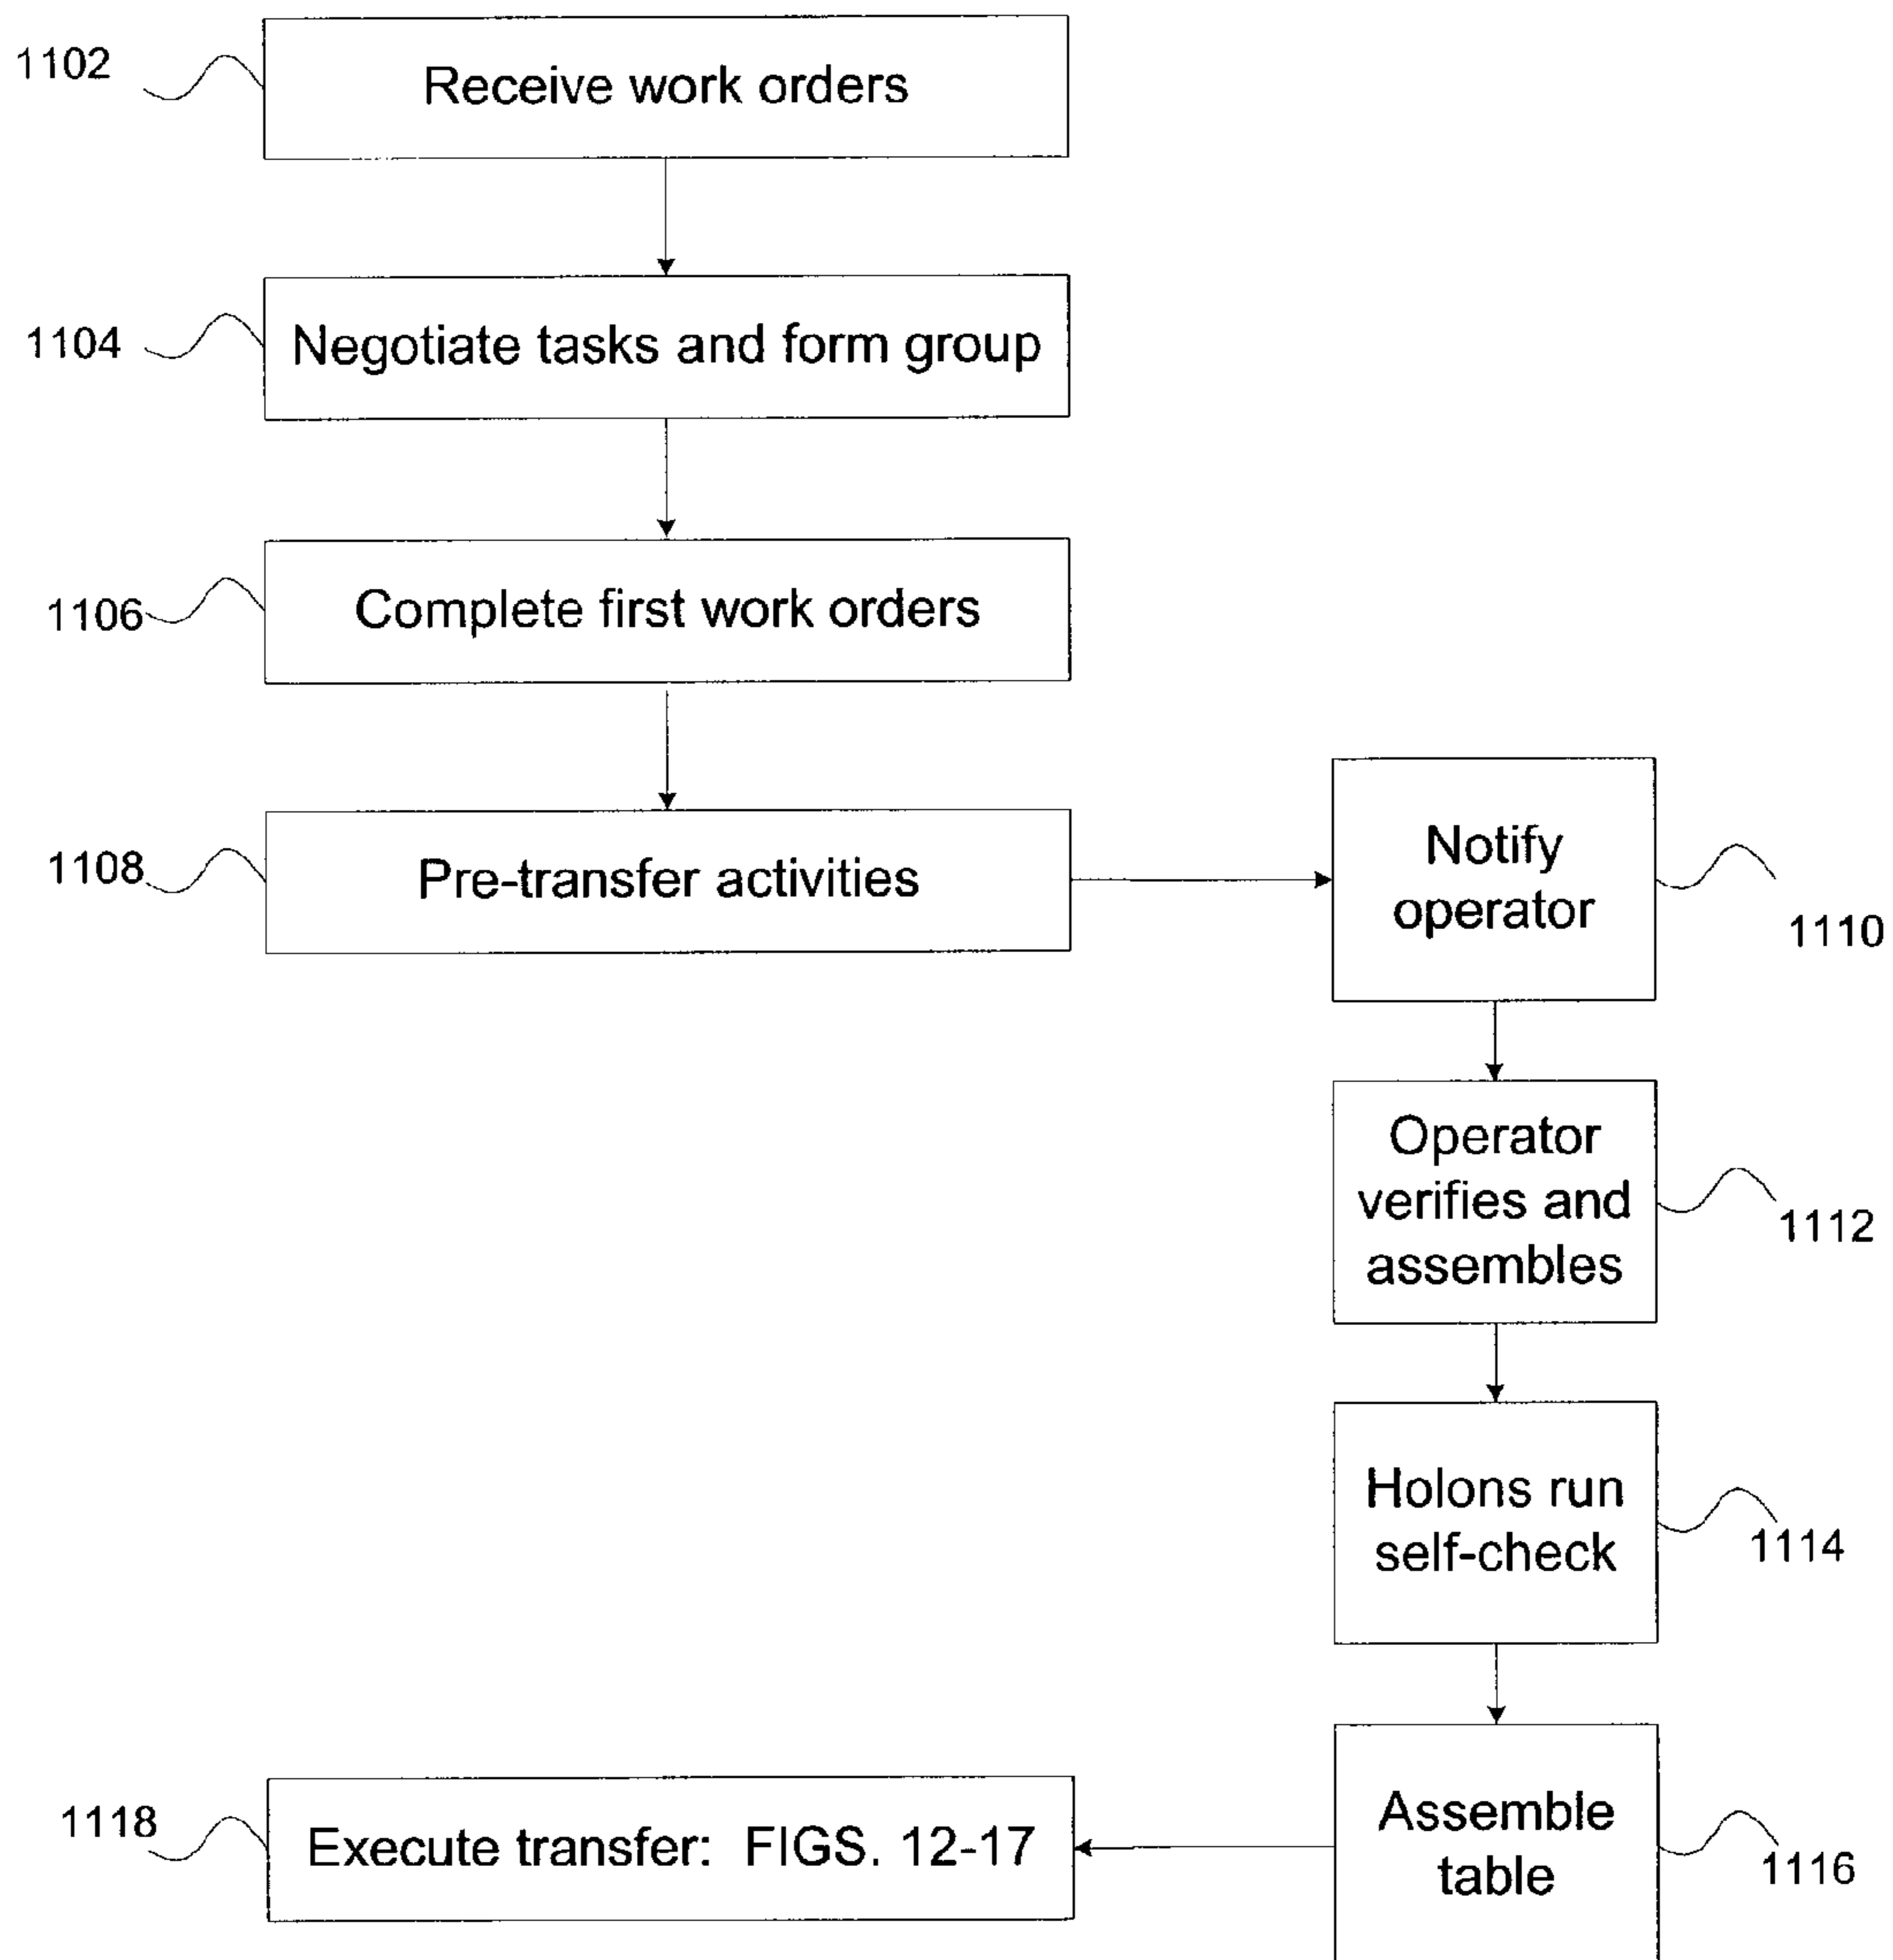 1102
Receive work orders
1104
Negotiate tasks and form group
1106
Complete first work orders
1108
Pre-transfer activities
Notify
operator
1110
Operator
verifies and
assembles
1112
Holons run
self-check
1114
Assemble
table
1116
1118
Execute transfer: FIGS. 12-17